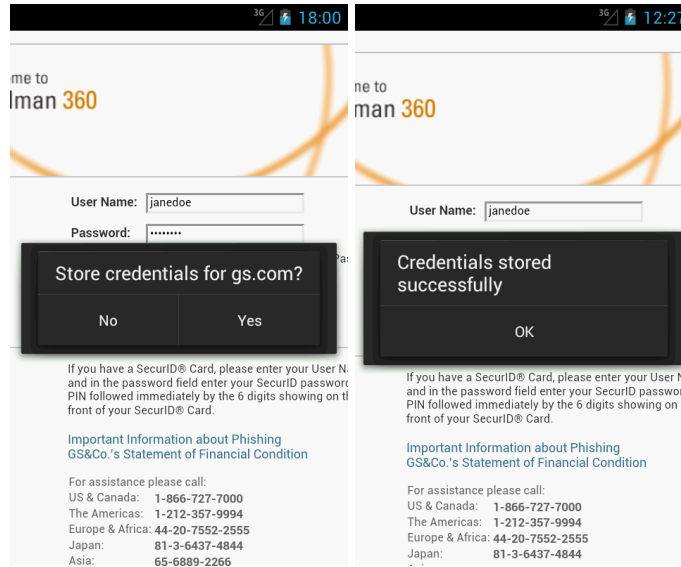 3G 18:00
ome to
lman 360
User Name: janedoe
Password: ••••••••
Store credentials for gs.com?
No Yes
If you have a SecurID® Card, please enter your User
and in the password field enter your SecurID password
PIN followed immediately by the 6 digits showing on
front of your SecurID® Card.
Important Information about Phishing
GS&Co.'s Statement of Financial Condition
For assistance please call:
US & Canada: 1-866-727-7000
The Americas: 1-212-357-9994
Europe & Africa: 44-20-7552-2555
Japan: 81-3-6437-4844
Asia: 65-6889-2266
3G 12:27
me to
man 360
User Name: janedoe
Credentials stored
successfully
OK
If you have a SecurID® Card, please enter your User
and in the password field enter your SecurID
PIN followed immediately by the 6 digits showing on
front of your SecurID® Card.
Important Information about Phishing
GS&Co.'s Statement of Financial Condition
For assistance please call:
US & Canada: 1-866-727-7000
The Americas: 1-212-357-9994
Europe & Africa: 44-20-7552-2555
Japan: 81-3-6437-4844